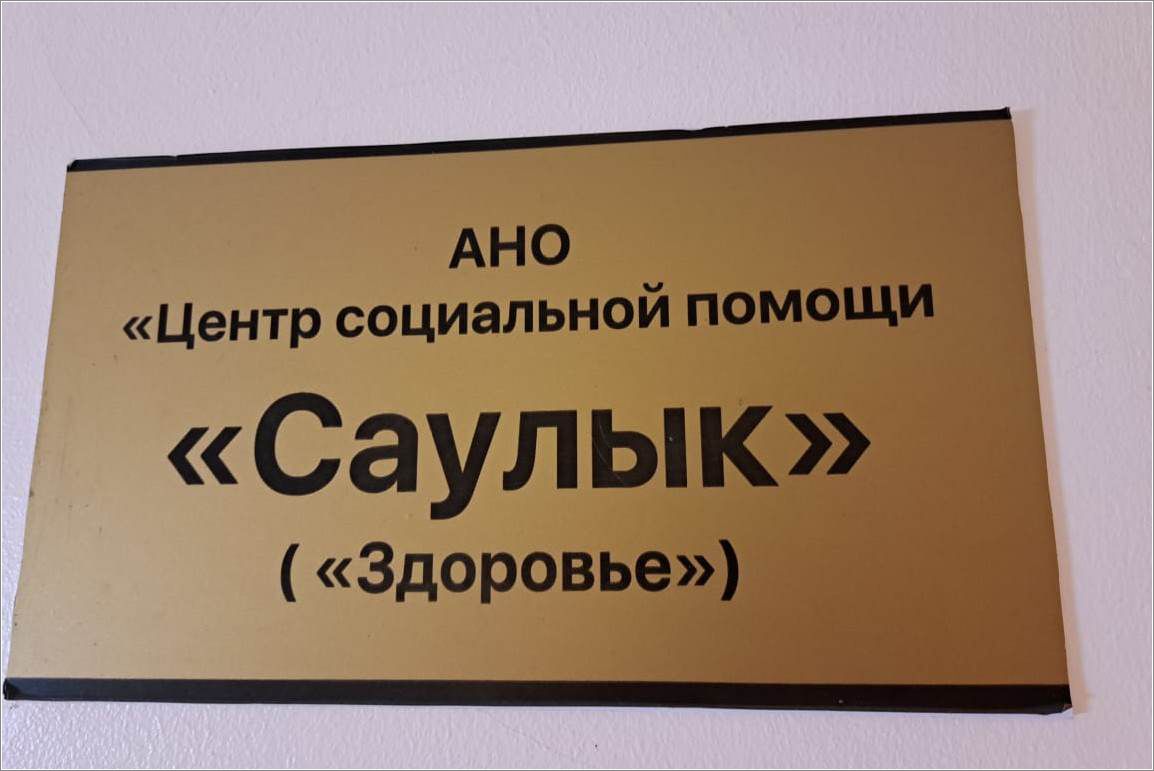 АНО
«Центр социальной помощи
«Саулык»
( «Здоровье»)